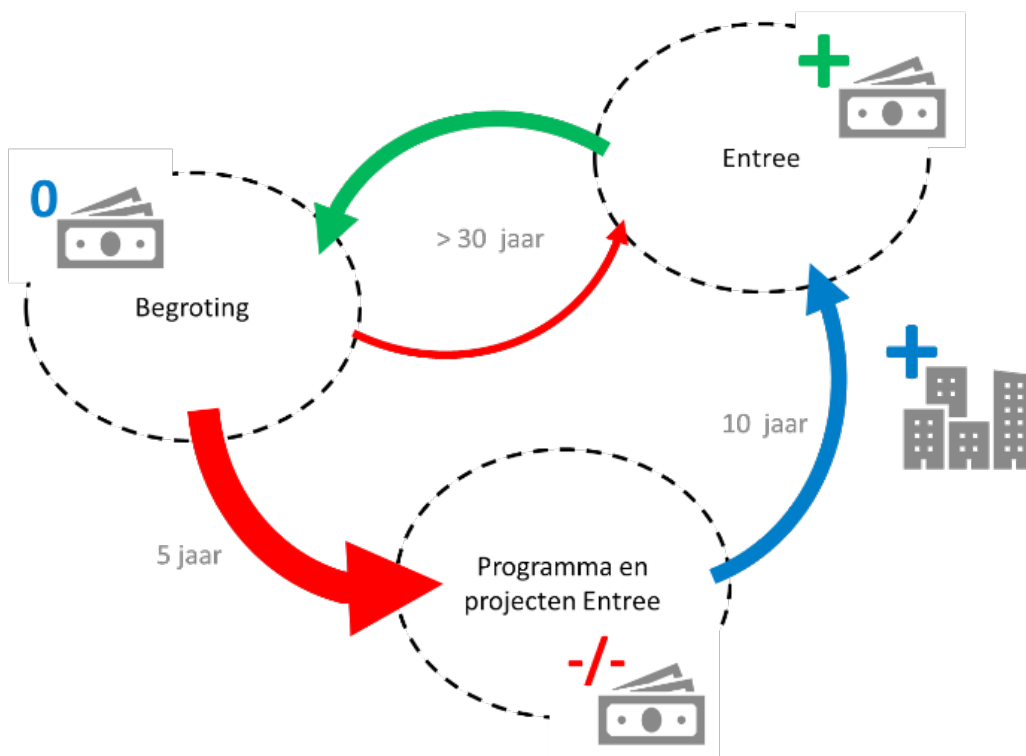 +
Entree
0
> 30 jaar
Begroting
+
10 jaar
5 jaar
Programma en
projecten Entree
-/-